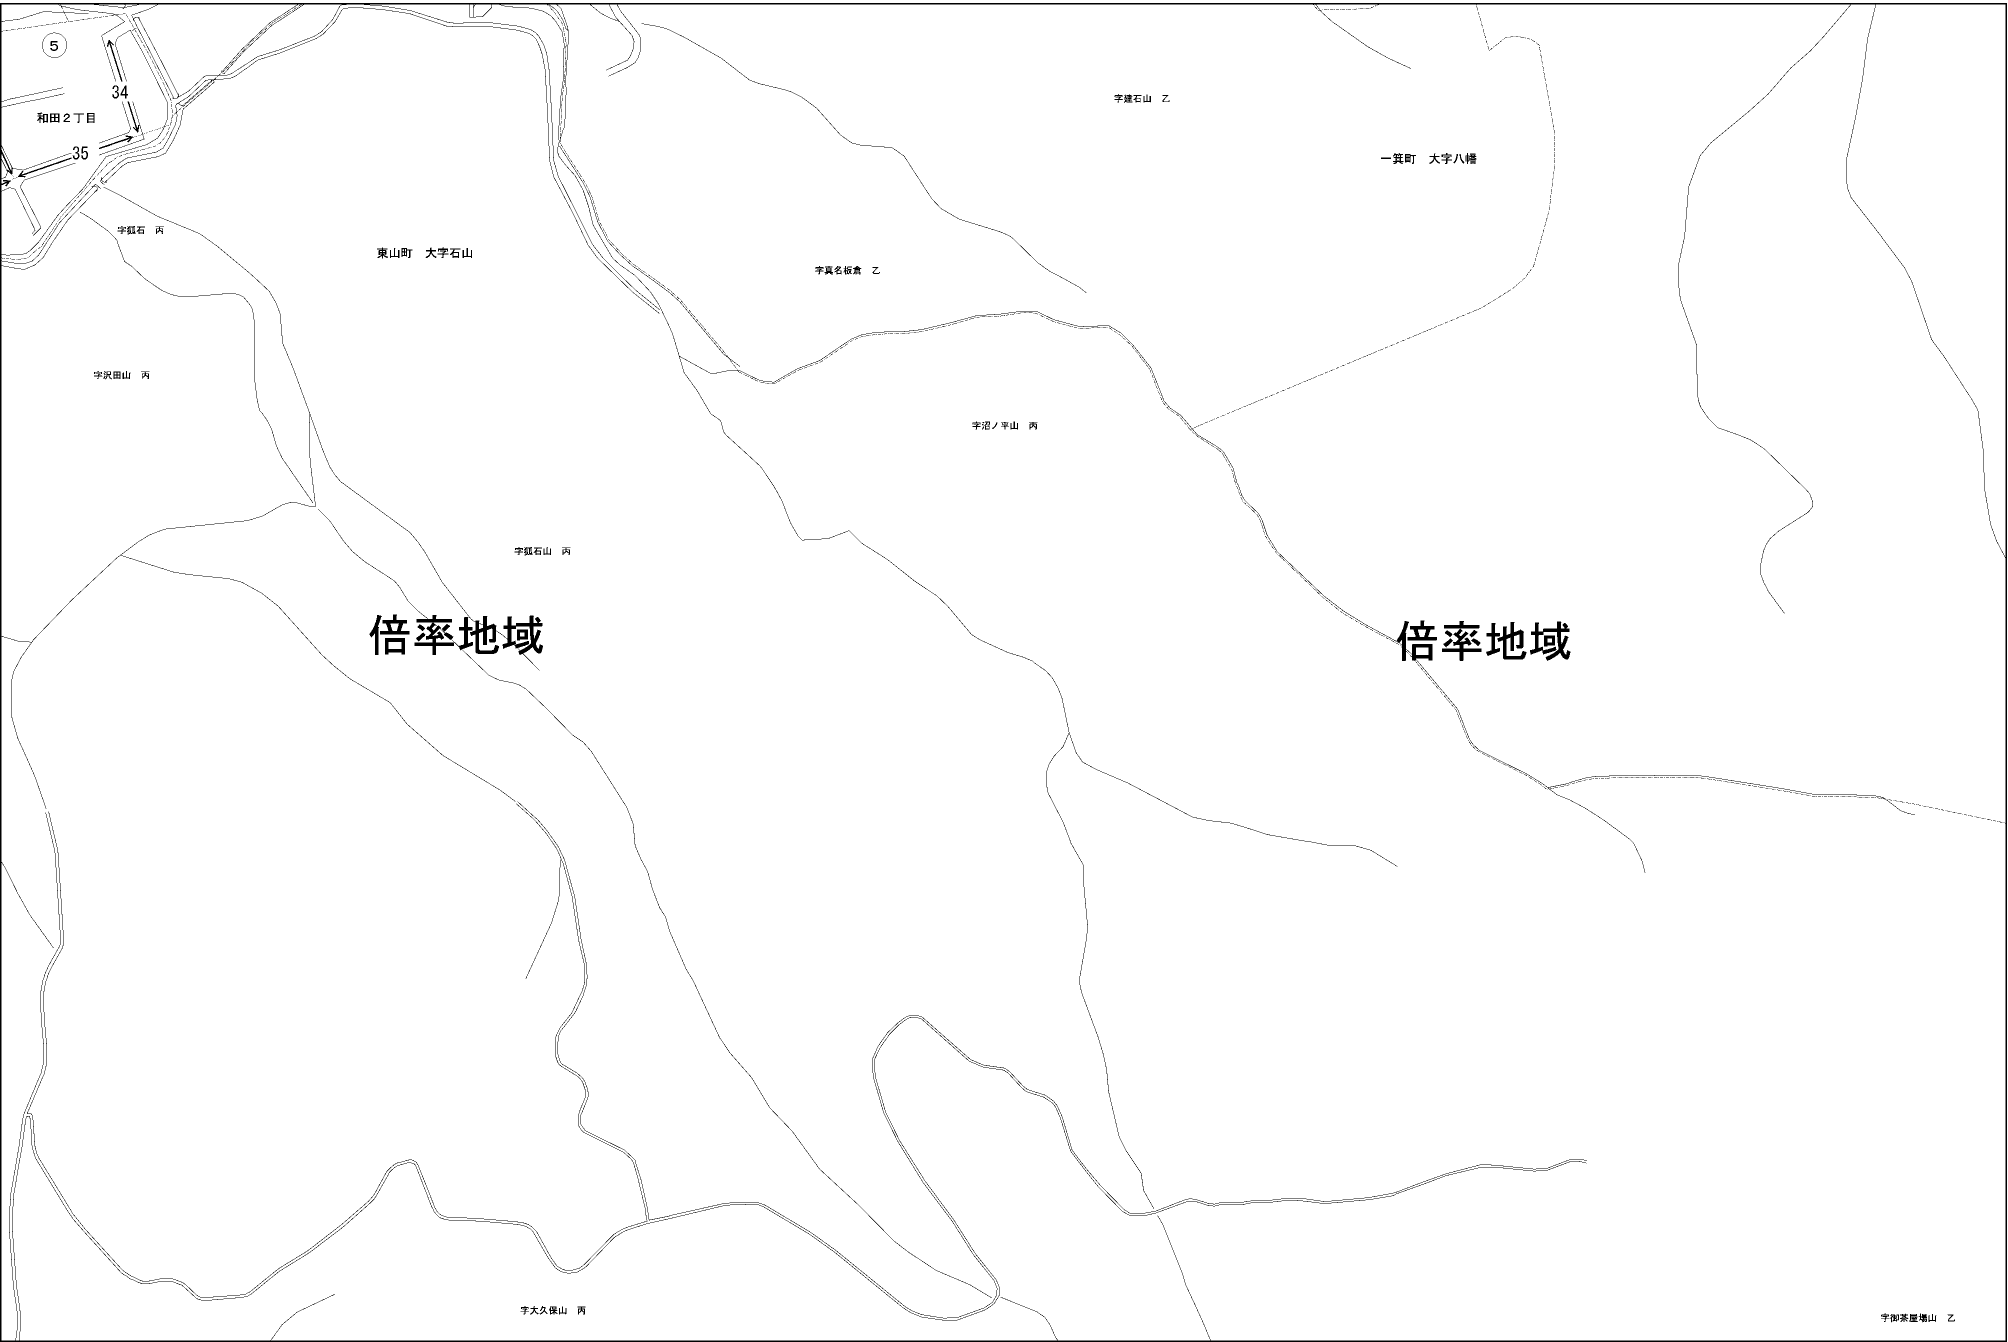 5
34
和田２丁目
35
字建石山　乙
一箕町　大字八幡
字狐石　丙
東山町　大字石山
字真名板倉　乙
字沢田山　丙
字沼ノ平山　丙
字狐石山　丙
倍率地域
倍率地域
字大久保山　丙
字御茶屋場山　乙